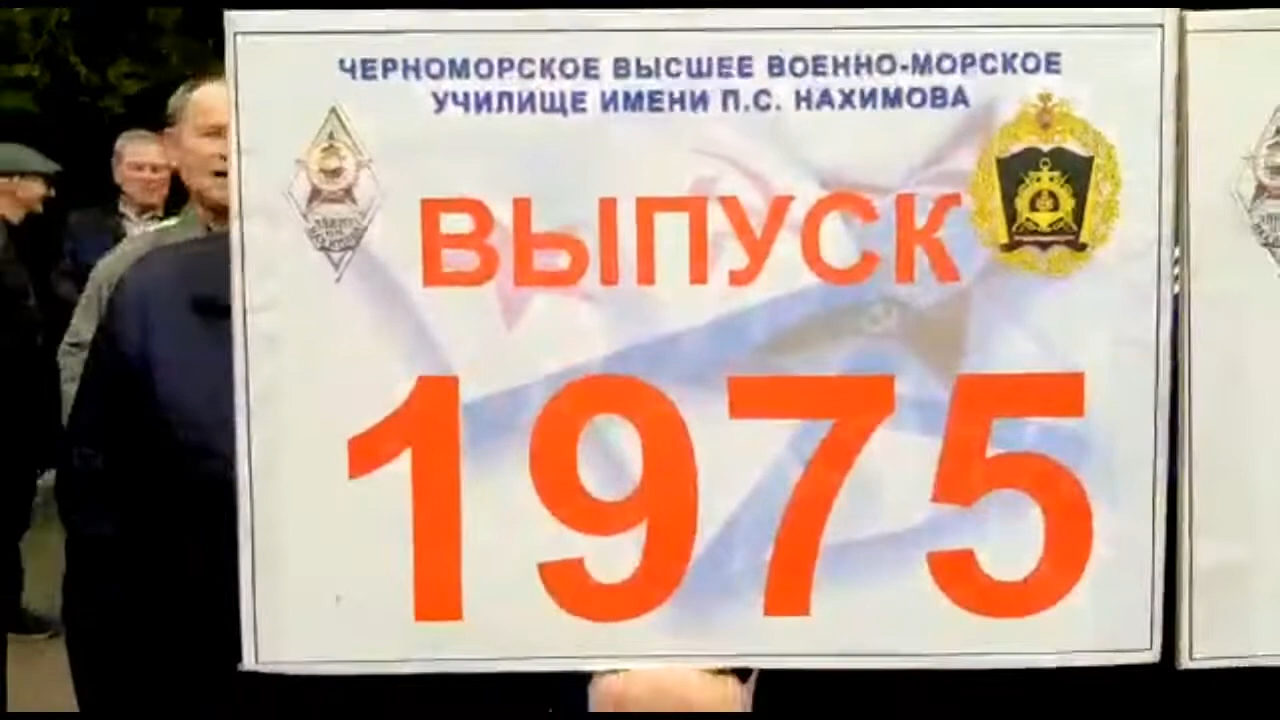 ЧЕРНОМОРСКОЕ ВЫСШЕЕ ВОЕННО-МОРСКОЕ
УЧИЛИЩЕ ИМЕНИ П.С. НАХИМОВА
ВЫПУСК
1975